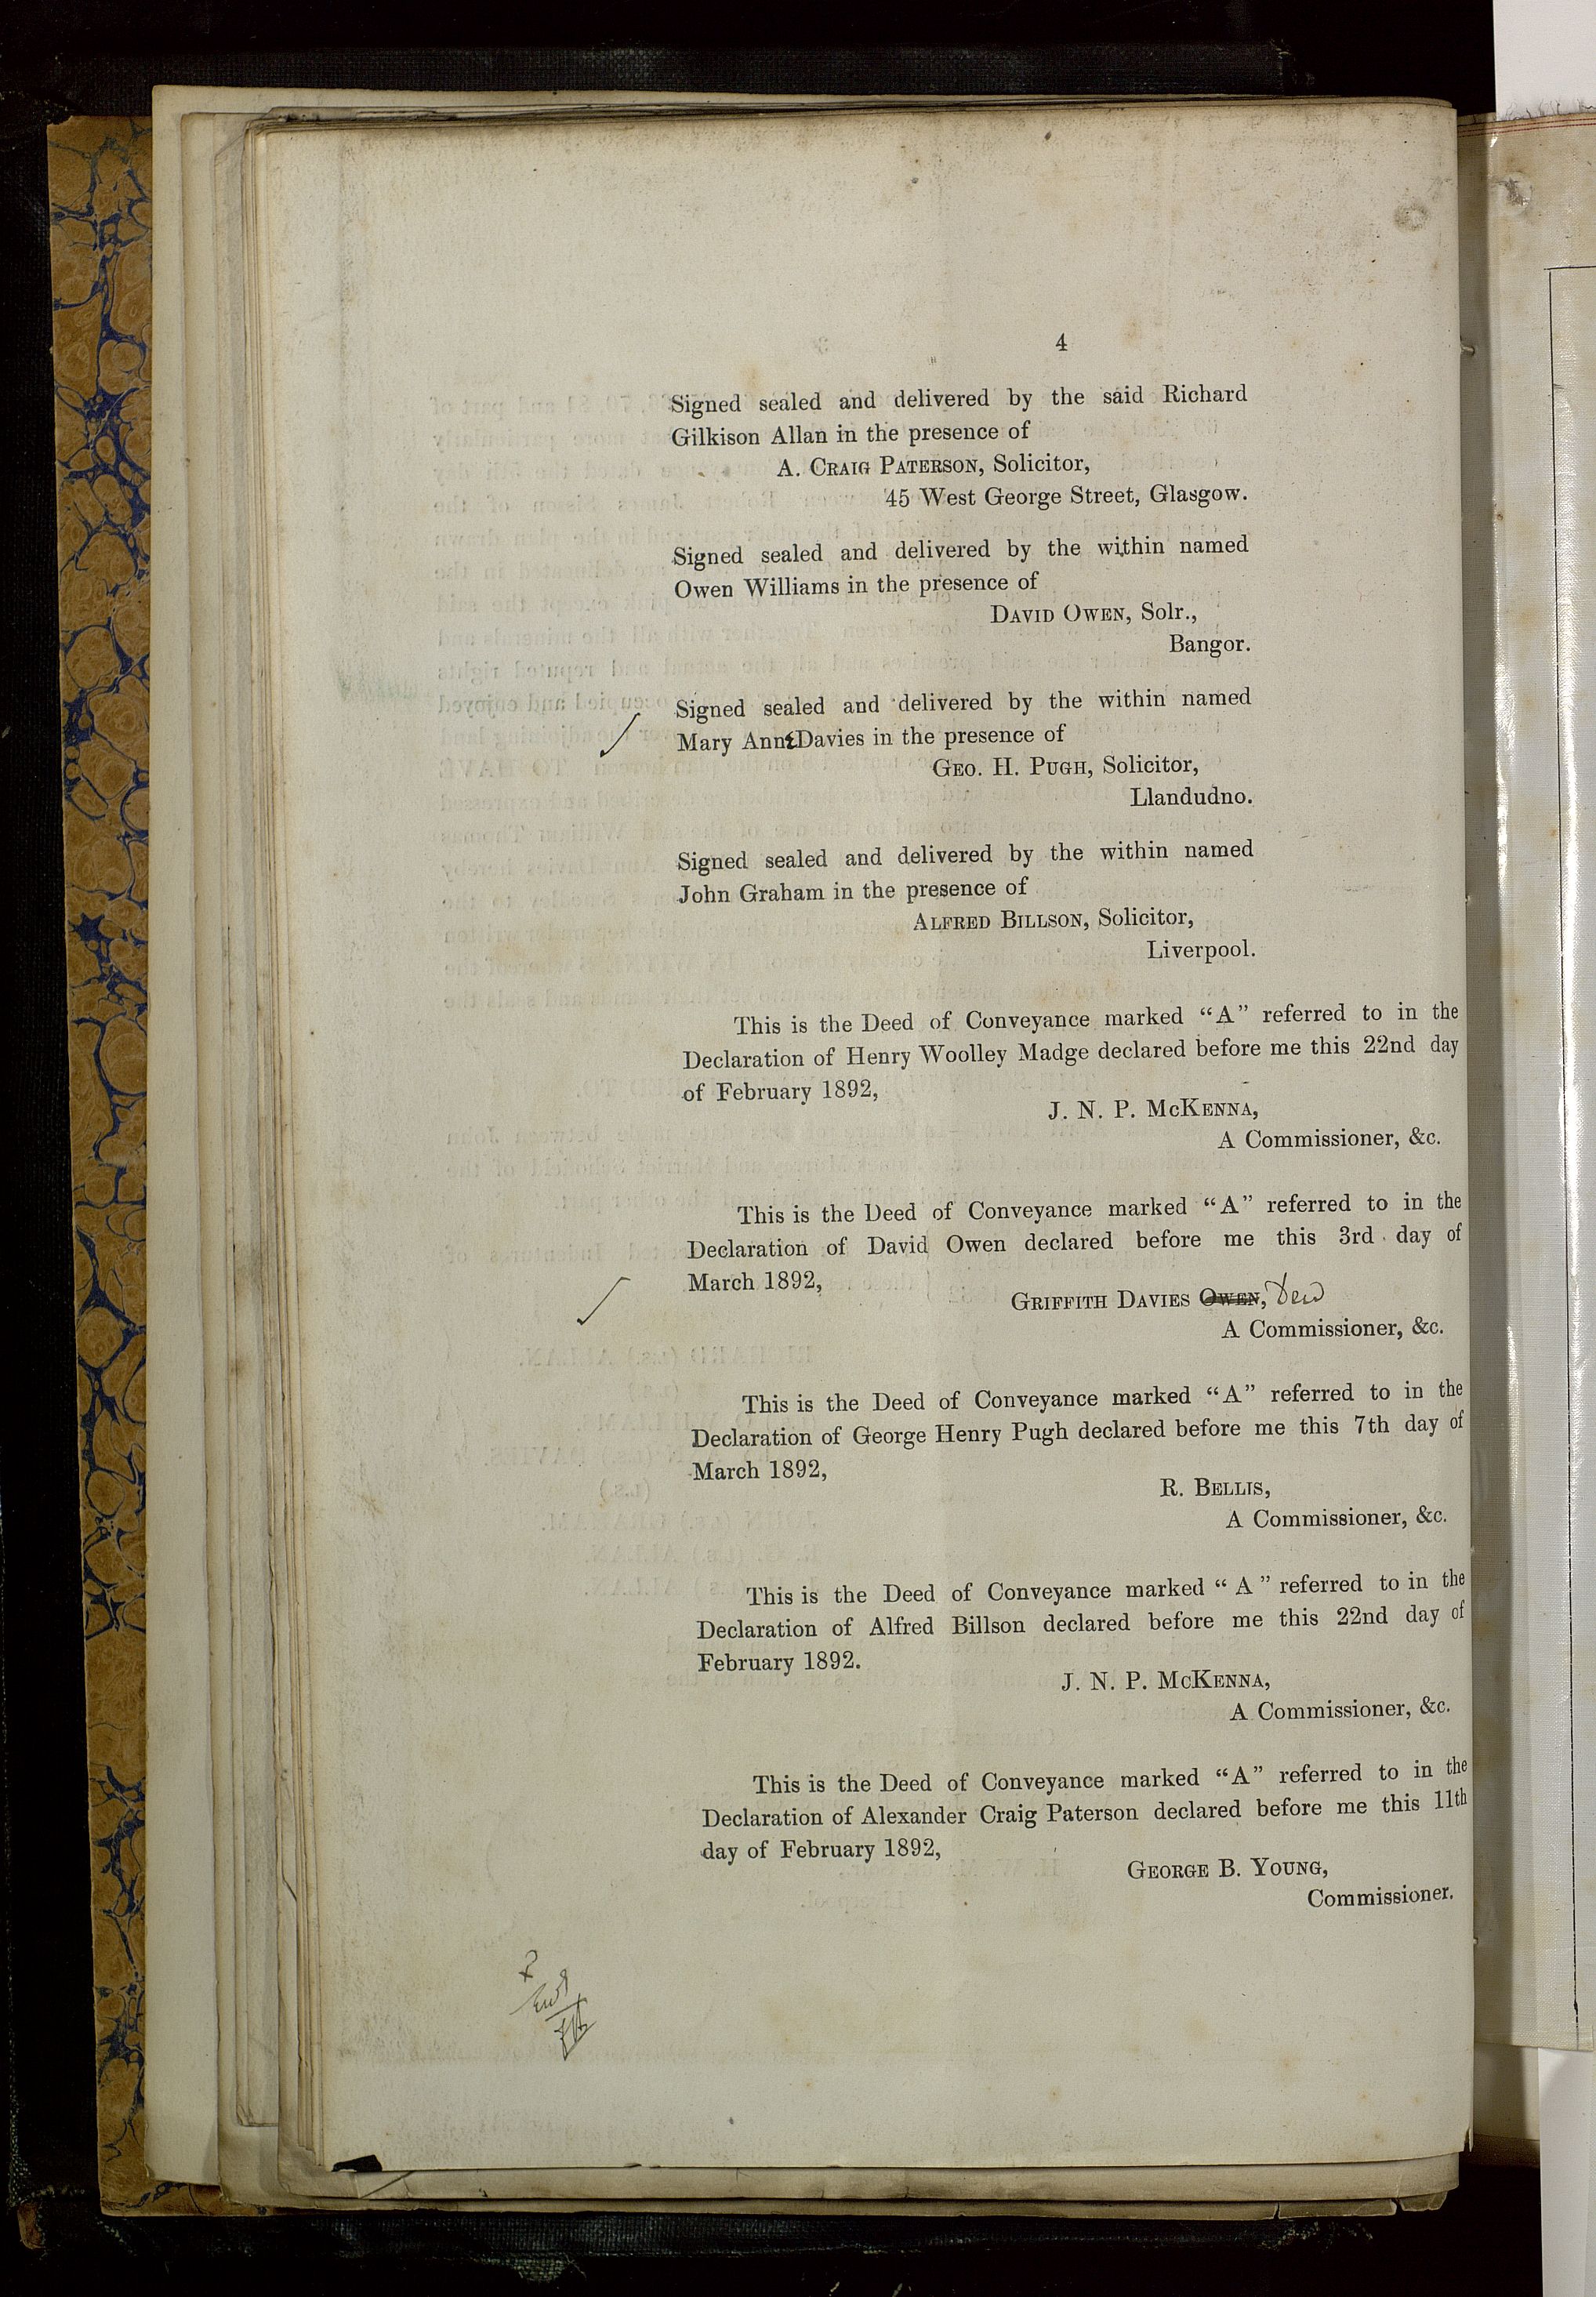 4
Signed sealed and delivered by the said Richard
Gilkison Allan in the presence of
A. CRAIG PATERSON, Solicitor,
45 West George Street, Glasgow.
Signed sealed and delivered by the within named
Owen Williams in the presence of
DAVID OWEN, Solr.,
Bangor.
Signed sealed and delivered by the within named
Mary Ann Davies in the presence of
GEO. H. PUGH, Solicitor,
Llandudno.
Signed sealed and delivered by the within named
John Graham in the presence of
ALFRED BILLSON, Solicitor,
Liverpool.
This is the Deed of Conveyance marked “A” referred to in the
Declaration of Henry Woolley Madge declared before me this 22nd day
of February 1892,
J. N. P. McKENNA,
A Commissioner, &c.
This is the Deed of Conveyance marked “A” referred to in the
Declaration of David Owen declared before me this 3rd day of
March 1892,
GRIFFITH DAVIES OWEN,
A Commissioner, &c.
This is the Deed of Conveyance marked “A” referred to in the
Declaration of George Henry Pugh declared before me this 7th day of
March 1892,
R. BELLIS,
A Commissioner, &c.
This is the Deed of Conveyance marked “ A ” referred to in the
Declaration of Alfred Billson declared before me this 22nd day of
February 1892.
J. N. P. McKENNA,
A Commissioner, &c.
This is the Deed of Conveyance marked “A” referred to in the
Declaration of Alexander Craig Paterson declared before me this 11th
day of February 1892,
GEORGE B. YOUNG,
Commissioner.